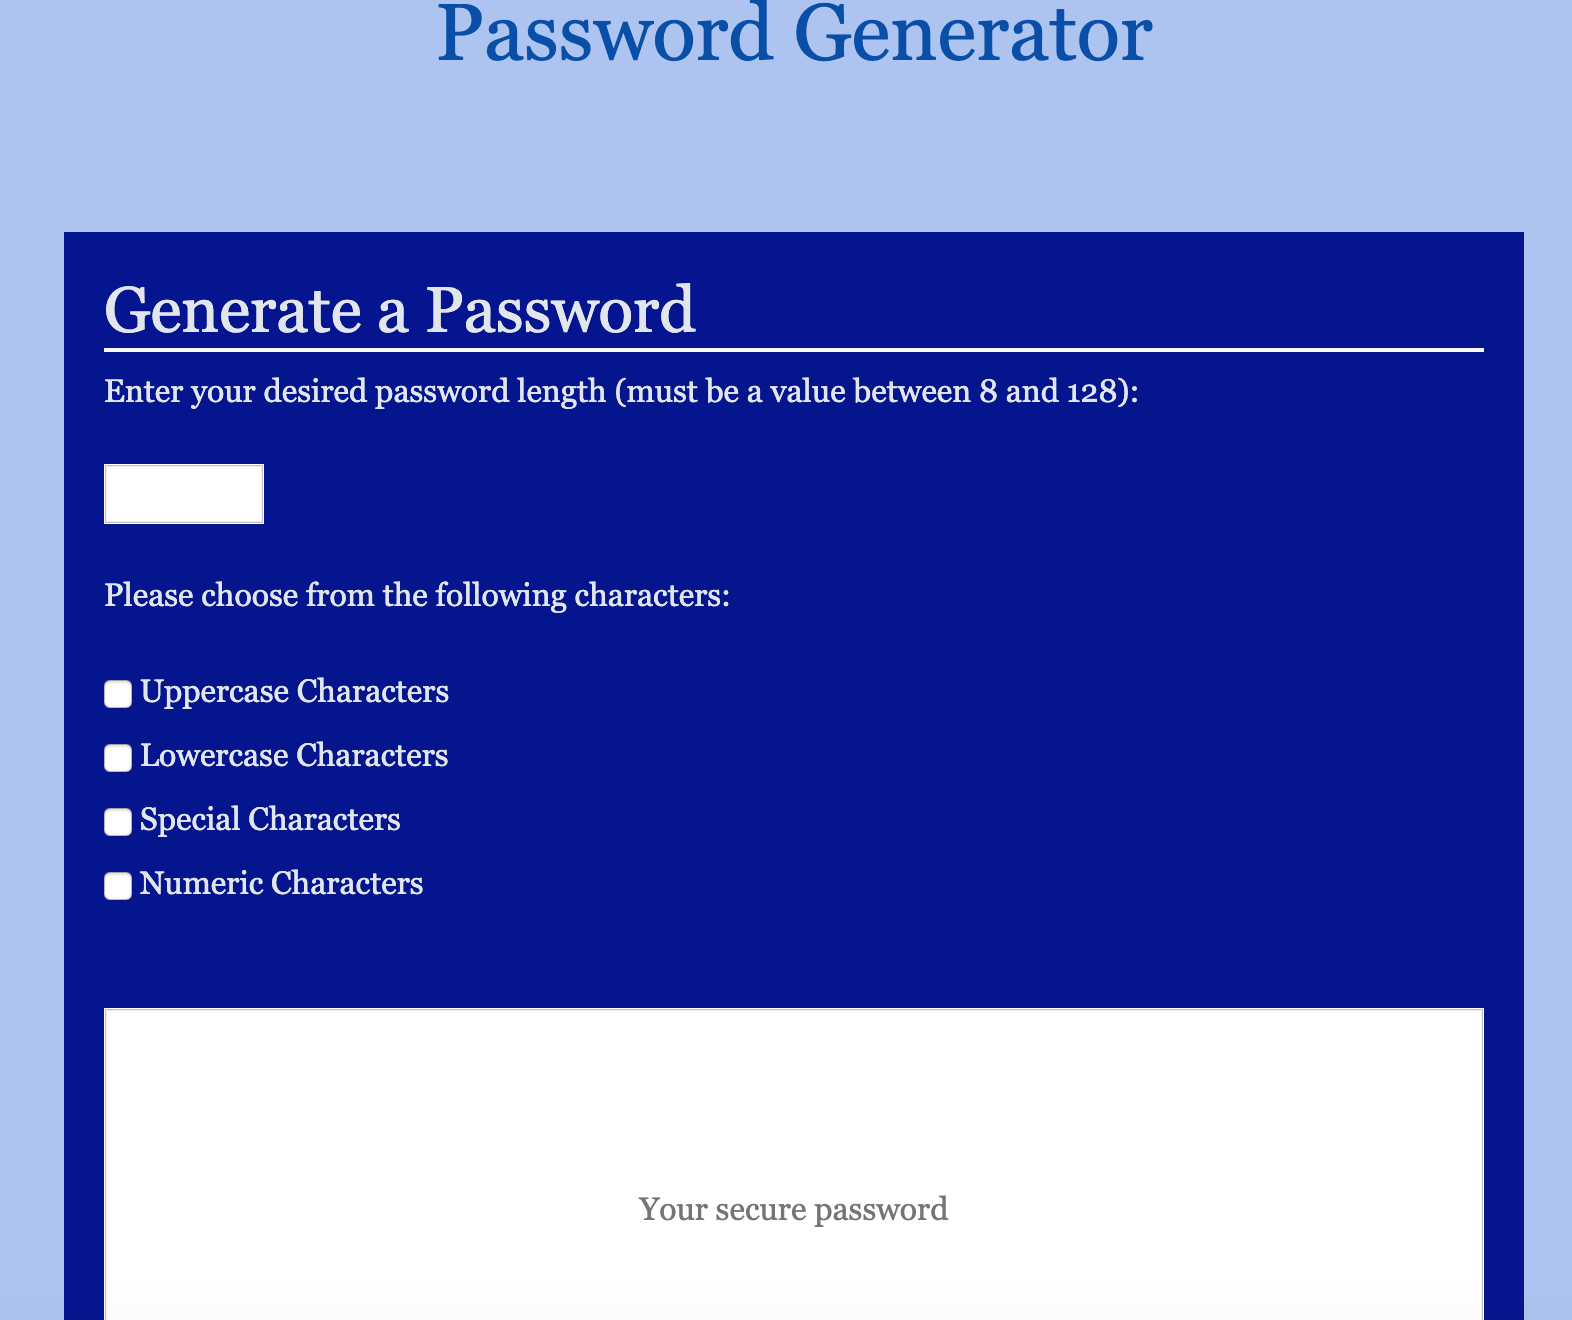 Password Generator
Generate a Password
Enter your desired password length (must be a value between 8 and 128):
Please choose from the following characters:
Uppercase Characters
Lowercase Characters
Special Characters
Numeric Characters
Your secure password